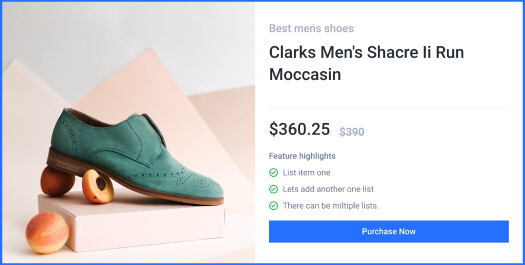 Best mens shoes
Clarks Men's Shacre Ii Run
Moccasin
$360.25 $390
Feature highlights
List item one
Lets add another one list
There can be miltiple lists.
Purchase Now